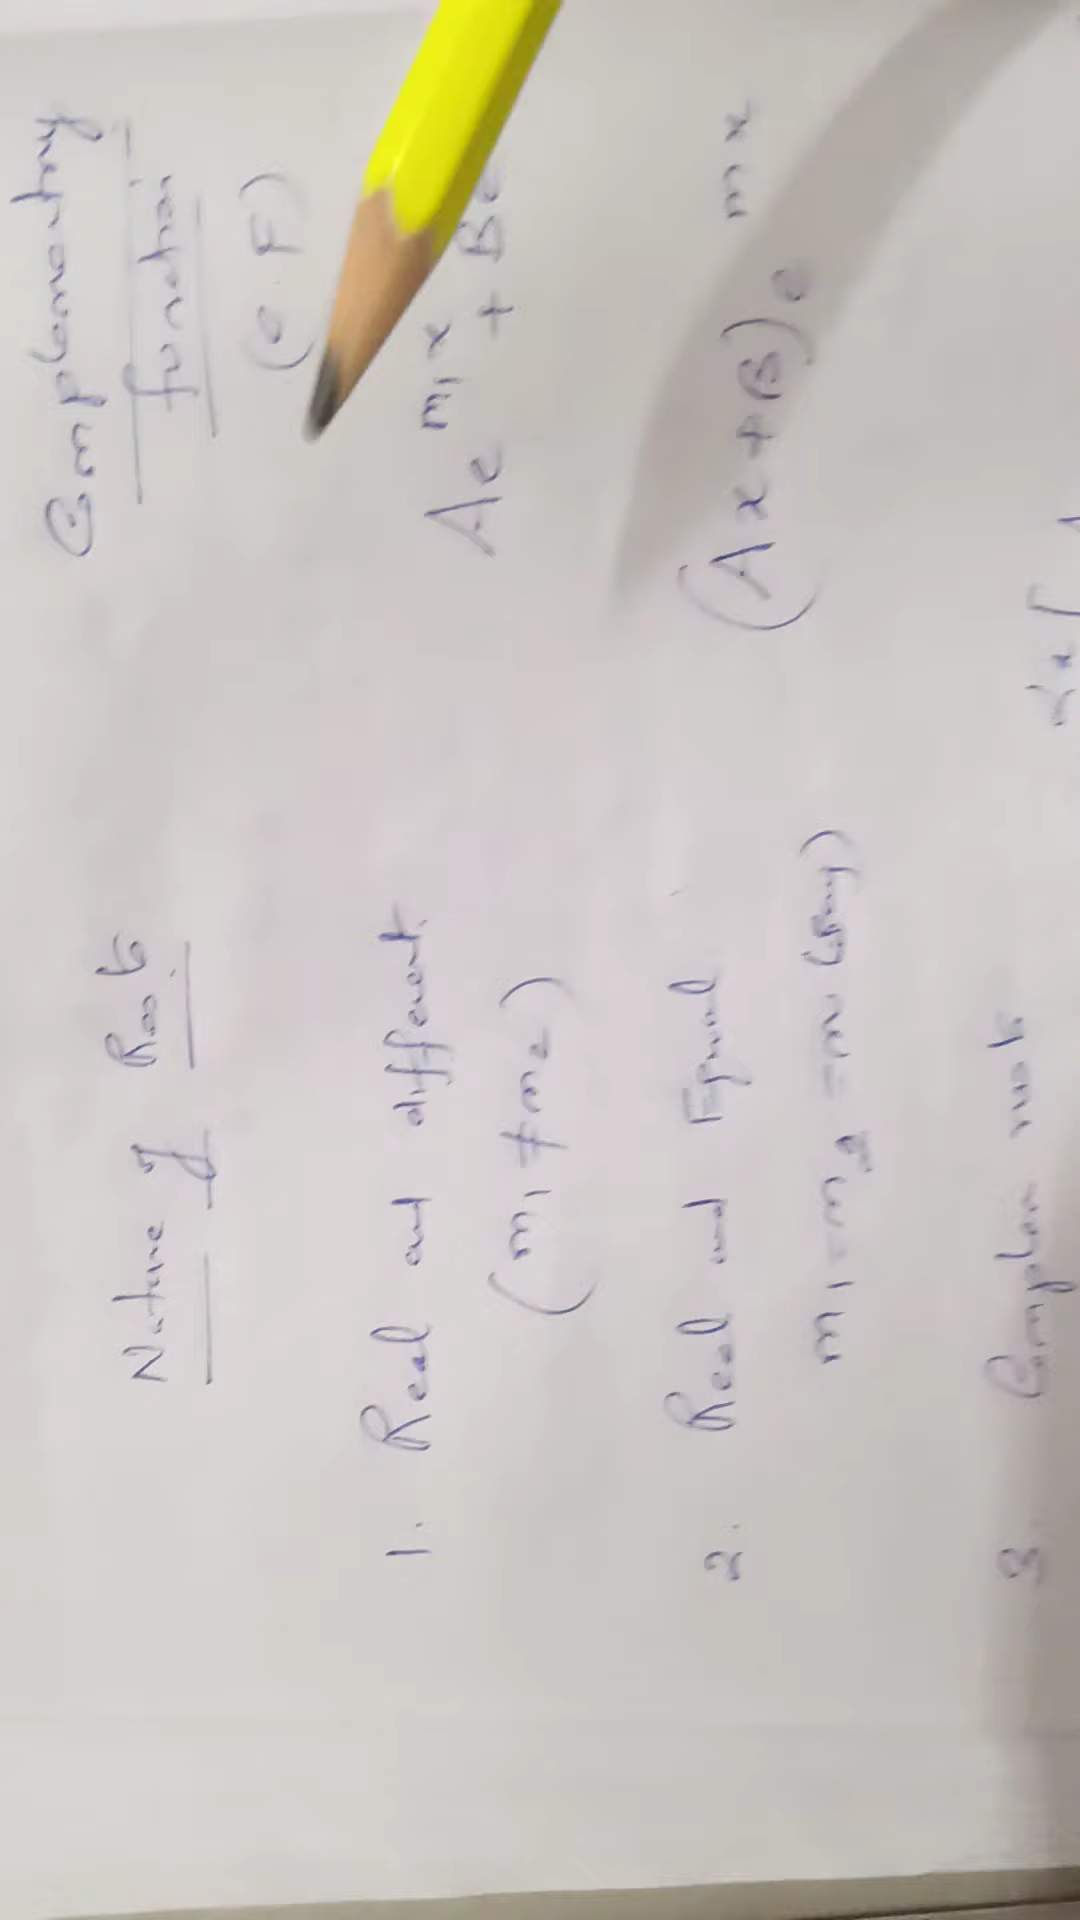 Nature of Roots
Complementary
function
(C.F)
1. Real and different.
(m₁ ≠ m₂)
Ae^m₁x + Be
2. Real and Equal
m₁ = m₂ = m (say)
(Ax+B)e^mx
3. Complex roots